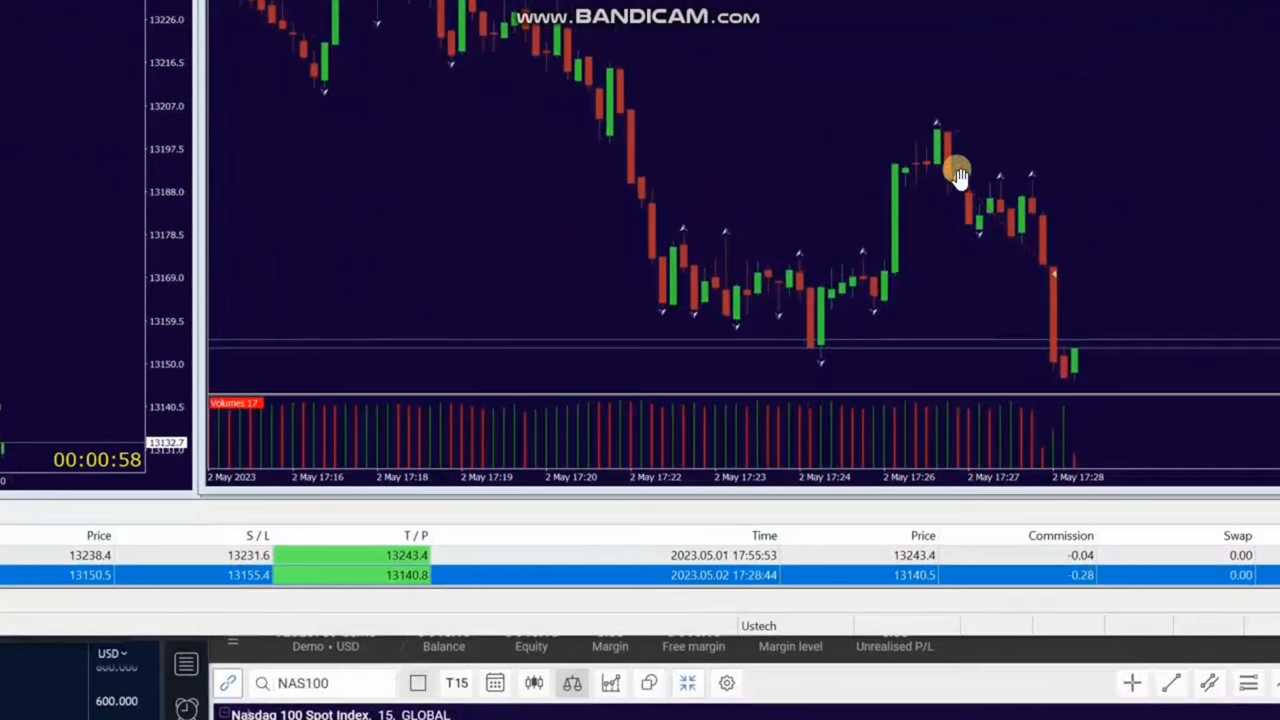 www.BANDICAM.com
13226.0
13216.5
13207.0
13197.5
13188.0
13178.5
13169.0
13159.5
13150.0
13140.5
13132.7
13131.0
00:00:58
Volumes 17
2 May 2023 2 May 17:16 2 May 17:18 2 May 17:19 2 May 17:20 2 May 17:22 2 May 17:23 2 May 17:24 2 May 17:26 2 May 17:27 2 May 17:28
Price S / L T / P Time Price Commission Swap
13238.4 13231.6 13243.4 2023.05.01 17:55:53 13243.4 -0.04 0.00
13150.5 13155.4 13140.8 2023.05.02 17:28:44 13140.5 -0.28 0.00
Ustech
USD
Demo • USD Balance Equity Margin Free margin Margin level Unrealised P/L
600.000
NAS100 T15
Nasdaq 100 Spot Index, 15, GLOBAL